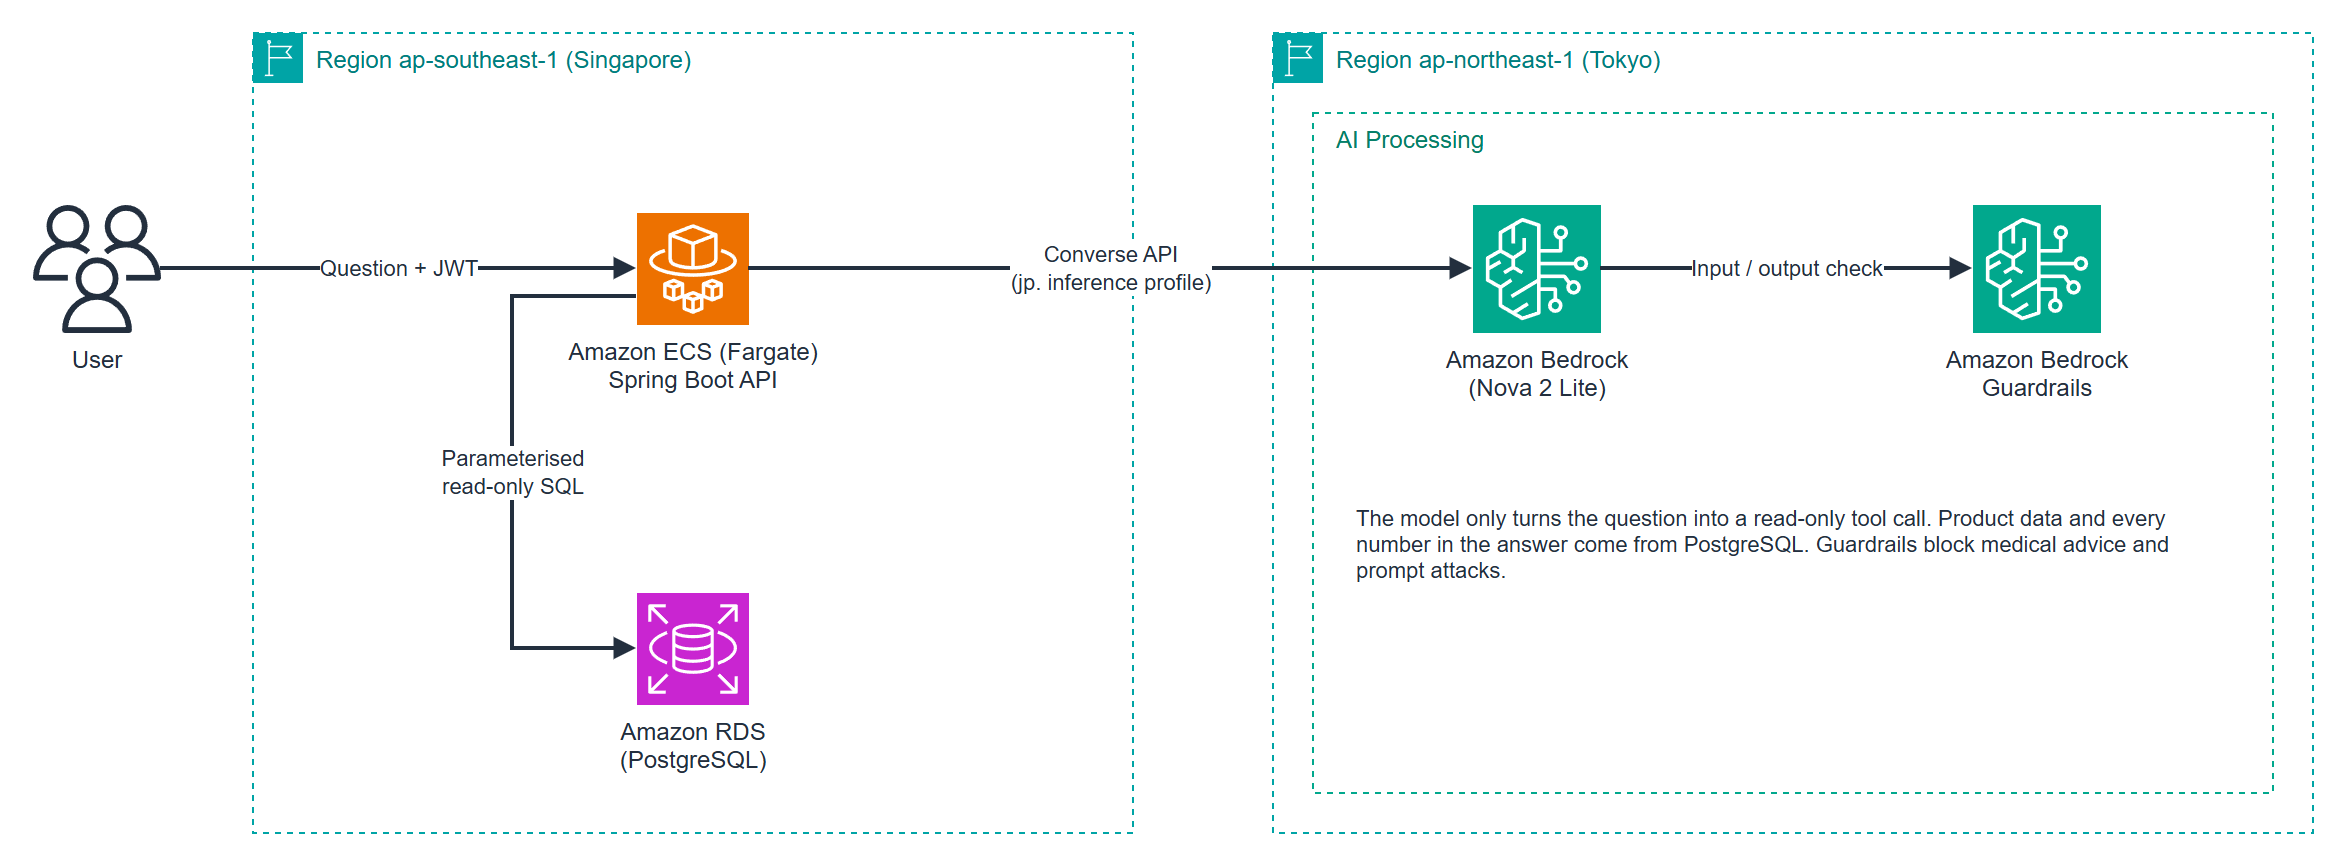 Region ap-southeast-1 (Singapore)
Region ap-northeast-1 (Tokyo)
AI Processing
User
Question + JWT
Amazon ECS (Fargate)
Spring Boot API
Converse API
(jp. inference profile)
Amazon Bedrock
(Nova 2 Lite)
Input / output check
Amazon Bedrock
Guardrails
Parameterised
read-only SQL
The model only turns the question into a read-only tool call. Product data and every
number in the answer come from PostgreSQL. Guardrails block medical advice and
prompt attacks.
Amazon RDS
(PostgreSQL)